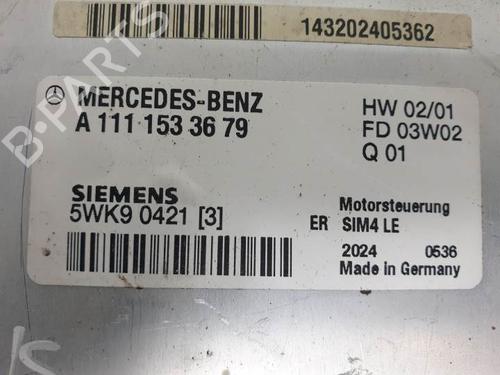 143202405362
B-PARTS
MERCEDES-BENZ
A 111 153 36 79
HW 02/01
FD 03W02
Q 01
SIEMENS
5WK9 0421 [3]
Motorsteuerung
ER SIM4 LE
2024 0536
Made in Germany